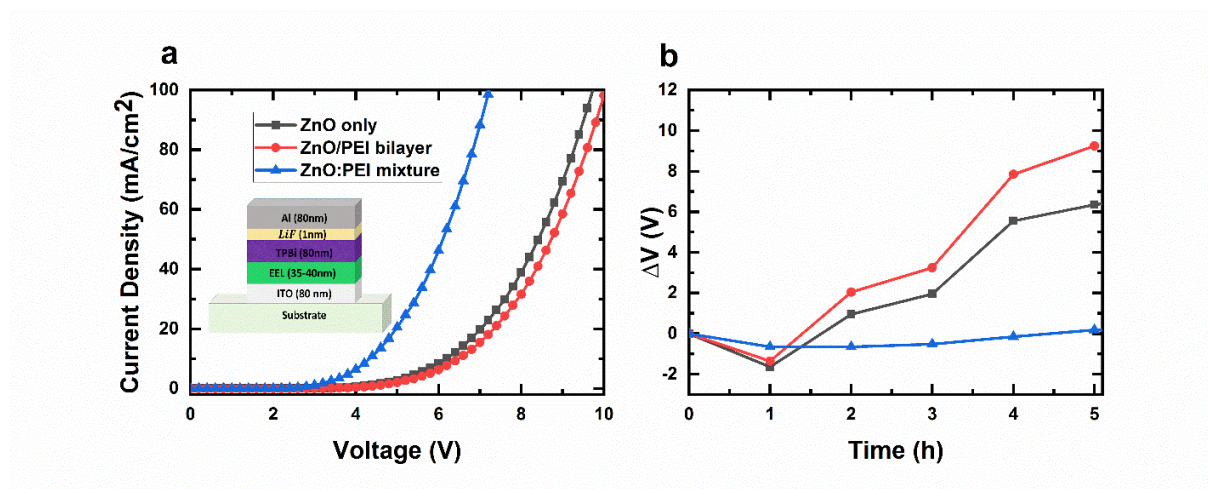 a
Current Density (mA/cm²)
100
80
60
40
20
0
ZnO only
ZnO/PEI bilayer
ZnO:PEI mixture
Al (80nm)
LiF (1nm)
TPBi (80nm)
EEL (35-40nm)
ITO (80 nm)
Substrate
0 2 4 6 8 10
Voltage (V)
b
ΔV (V)
12
10
8
6
4
2
0
-2
0 1 2 3 4 5
Time (h)